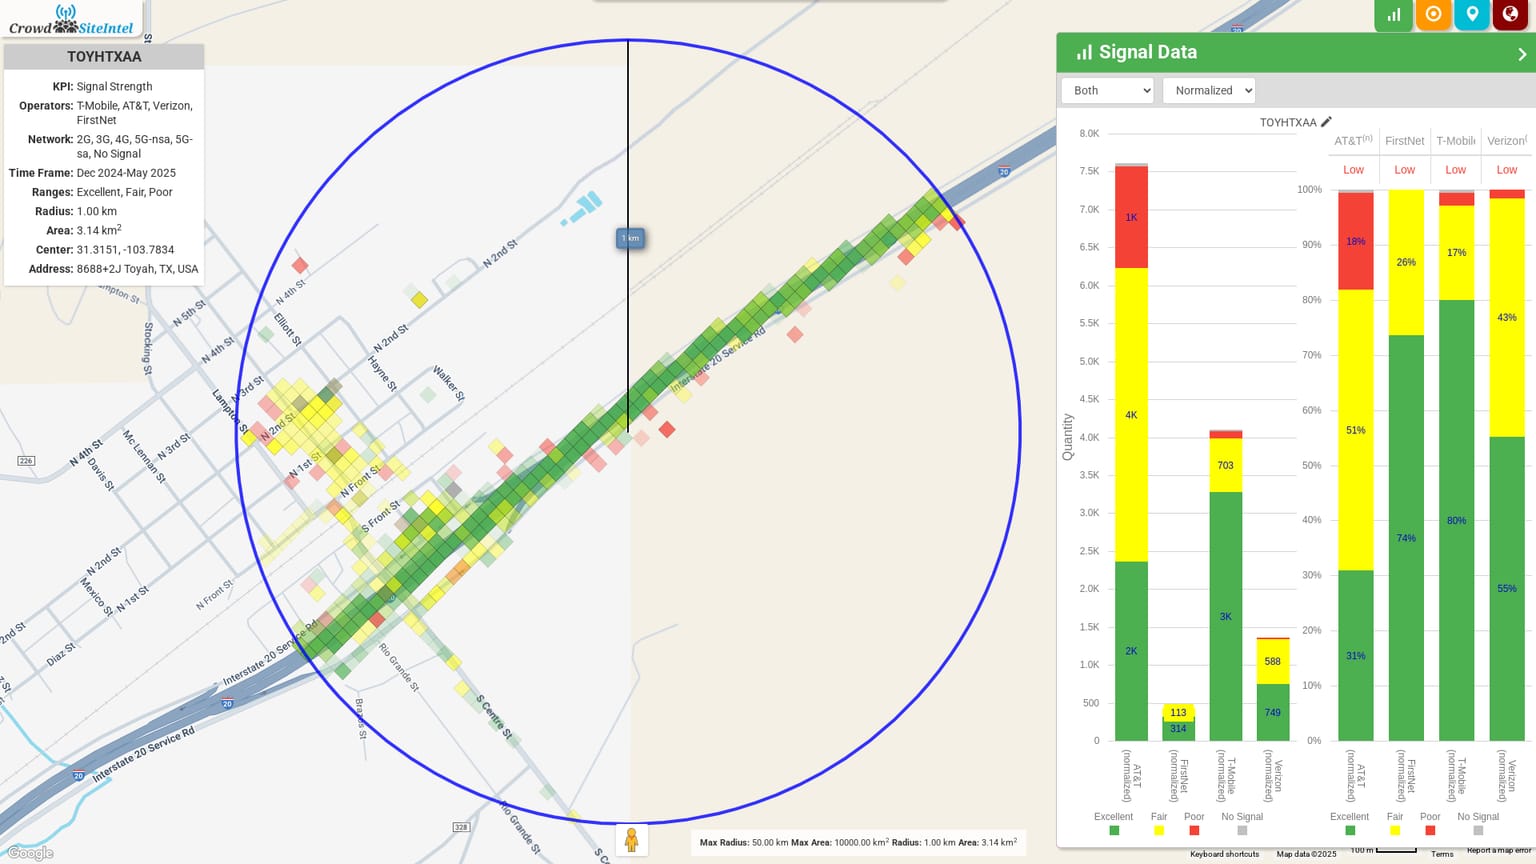 CrowdSiteIntel
TOYHTXAA
KPI: Signal Strength
Operators: T-Mobile, AT&T, Verizon,
FirstNet
Network: 2G, 3G, 4G, 5G-nsa, 5G-
sa, No Signal
Time Frame: Dec 2024-May 2025
Ranges: Excellent, Fair, Poor
Radius: 1.00 km
Area: 3.14 km²
Center: 31.3151, -103.7834
Address: 8688+2J Toyah, TX, USA
St
mpton St
N 5th St
N 4th St
N 4th St
N 3rd St
N 2nd St
N 2nd St
N 2nd St
Elliott St
Hayne St
Walker St
Stocking St
Lampton St
226
N 4th St
Davis St
Mc Lennan St
N 3rd St
N 1st St
N Front St
S Front St
N 2nd St
Mexico St
N 1st St
N Front St
2nd St
Diaz St
z St
Interstate 20 Service Rd
Interstate 20 Service Rd
Interstate 20 Service Rd
Rio Grande St
Brazos St
S Centre St
Rio Grande St
S Ce
328
20
20
20
20
1 km
Google
Max Radius: 50.00 km Max Area: 10000.00 km² Radius: 1.00 km Area: 3.14 km²
Keyboard shortcuts
Map data ©2025
100 m
Terms
Report a map error
Signal Data
Both
Normalized
TOYHTXAA
Quantity
8.0K
7.5K
7.0K
6.5K
6.0K
5.5K
5.0K
4.5K
4.0K
3.5K
3.0K
2.5K
2.0K
1.5K
1.0K
500
0
1K
4K
2K
113
314
703
3K
588
749
AT&T (normalized)
FirstNet (normalized)
T-Mobile (normalized)
Verizon (normalized)
Excellent Fair Poor No Signal
AT&T(n) FirstNet T-Mobile Verizon(
Low Low Low Low
100%
90%
80%
70%
60%
50%
40%
30%
20%
10%
0%
18%
51%
31%
26%
74%
17%
80%
43%
55%
AT&T (normalized)
FirstNet (normalized)
T-Mobile (normalized)
Verizon (normalized)
Excellent Fair Poor No Signal